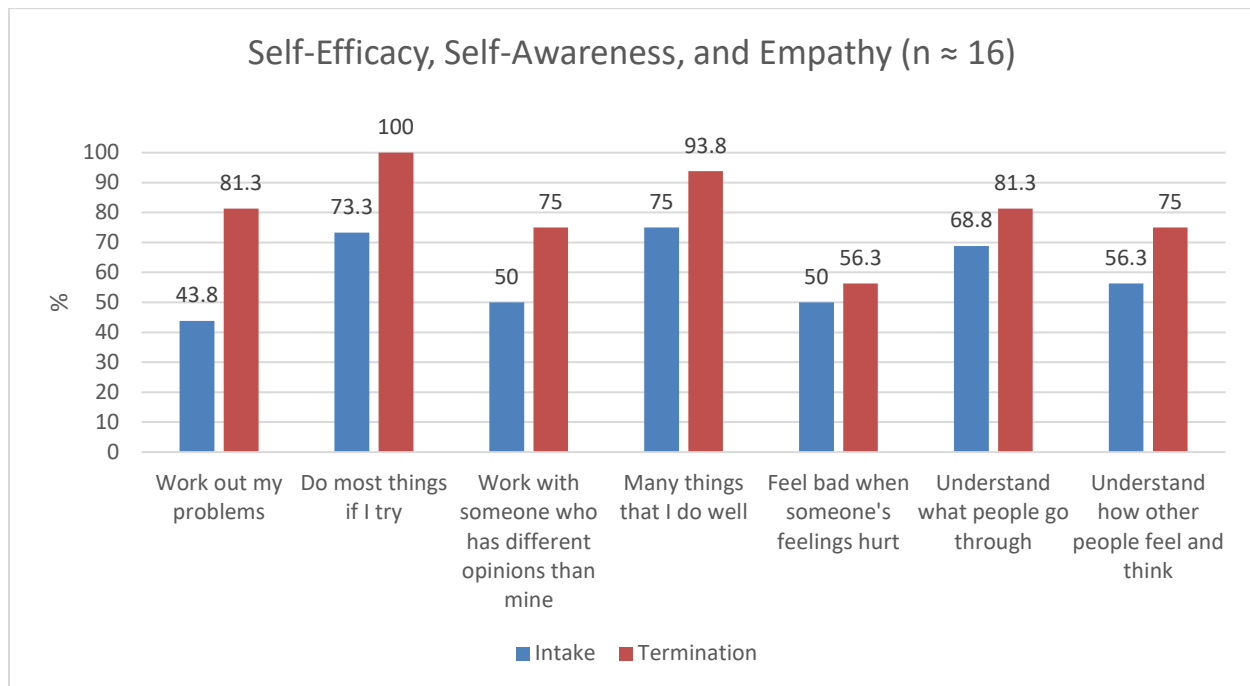 Self-Efficacy, Self-Awareness, and Empathy (n ≈ 16)
100
93.8
100
90
81.3
81.3
80
73.3
75
75
75
68.8
70
60
56.3
56.3
50
50
50
43.8
40
30
20
10
0
%
Work out my
problems
Do most things
if I try
Work with
someone who
has different
opinions than
mine
Many things
that I do well
Feel bad when
someone's
feelings hurt
Understand
what people go
through
Understand
how other
people feel and
think
Intake
Termination